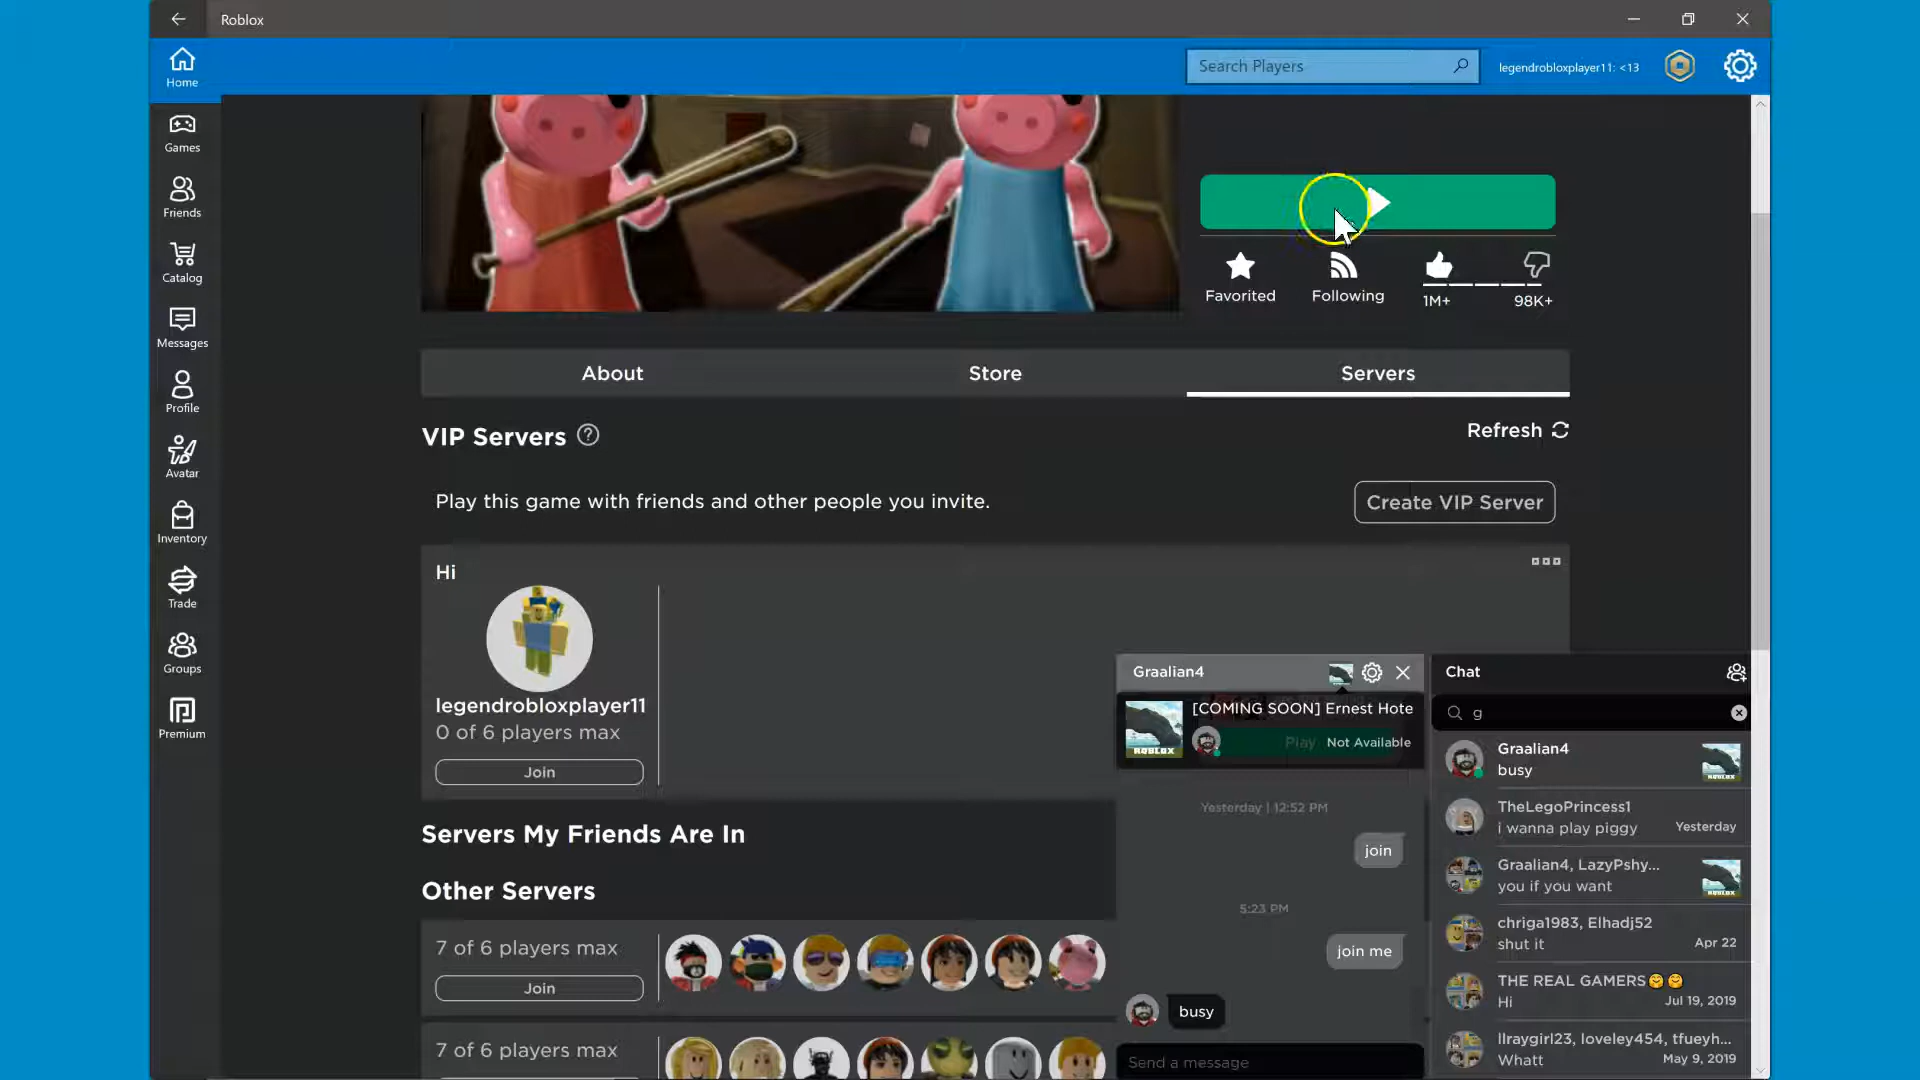 Roblox
Home
Search Players
legendrobloxplayer11: <13
Games
Friends
Catalog
Messages
Profile
Avatar
Inventory
Trade
Groups
Premium
Favorited
Following
1M+
98K+
About
Store
Servers
VIP Servers
Refresh
Play this game with friends and other people you invite.
Create VIP Server
Hi
legendrobloxplayer11
0 of 6 players max
Join
Servers My Friends Are In
Other Servers
7 of 6 players max
Join
7 of 6 players max
Graalian4
[COMING SOON] Ernest Hote
ROBLOX
Play
Not Available
Yesterday | 12:52 PM
join
5:23 PM
join me
busy
Send a message
Chat
g
Graalian4
busy
ROBLOX
TheLegoPrincess1
i wanna play piggy
Yesterday
Graalian4, LazyPshy...
you if you want
ROBLOX
chriga1983, Elhadj52
shut it
Apr 22
THE REAL GAMERS🤗🤗
Hi
Jul 19, 2019
llraygirl23, loveley454, tfueyh...
Whatt
May 9, 2019